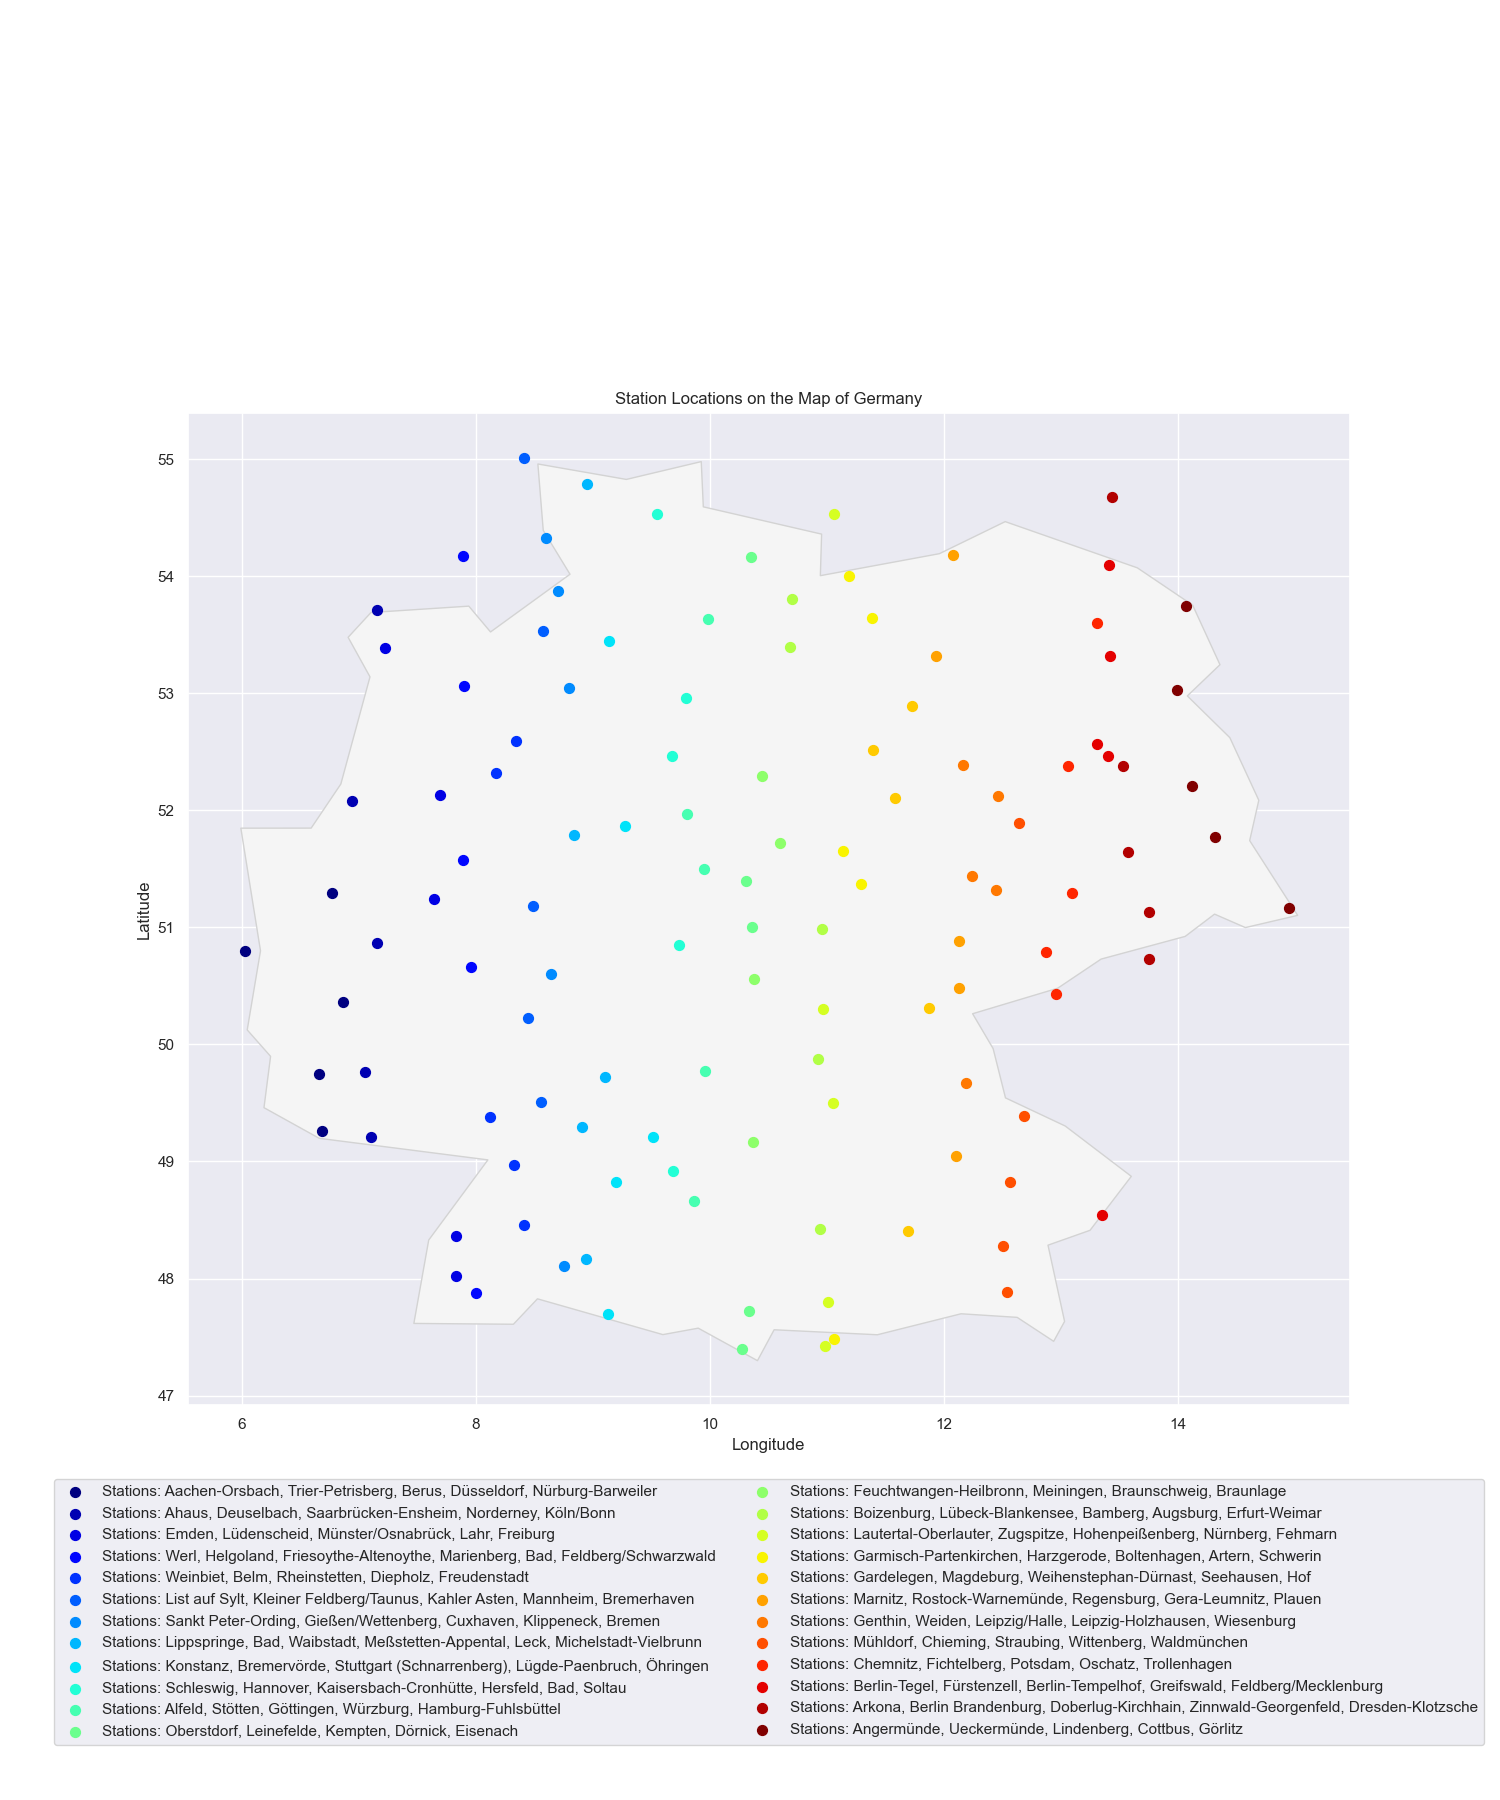 Station Locations on the Map of Germany
55
54
53
52
51
50
49
48
47
Latitude
6
8
10
12
14
Longitude
Stations: Aachen-Orsbach, Trier-Petrisberg, Berus, Düsseldorf, Nürburg-Barweiler
Stations: Ahaus, Deuselbach, Saarbrücken-Ensheim, Norderney, Köln/Bonn
Stations: Emden, Lüdenscheid, Münster/Osnabrück, Lahr, Freiburg
Stations: Werl, Helgoland, Friesoythe-Altenoythe, Marienberg, Bad, Feldberg/Schwarzwald
Stations: Weinbiet, Belm, Rheinstetten, Diepholz, Freudenstadt
Stations: List auf Sylt, Kleiner Feldberg/Taunus, Kahler Asten, Mannheim, Bremerhaven
Stations: Sankt Peter-Ording, Gießen/Wettenberg, Cuxhaven, Klippeneck, Bremen
Stations: Lippspringe, Bad, Waibstadt, Meßstetten-Appental, Leck, Michelstadt-Vielbrunn
Stations: Konstanz, Bremervörde, Stuttgart (Schnarrenberg), Lügde-Paenbruch, Öhringen
Stations: Schleswig, Hannover, Kaisersbach-Cronhütte, Hersfeld, Bad, Soltau
Stations: Alfeld, Stötten, Göttingen, Würzburg, Hamburg-Fuhlsbüttel
Stations: Oberstdorf, Leinefelde, Kempten, Dörnick, Eisenach
Stations: Feuchtwangen-Heilbronn, Meiningen, Braunschweig, Braunlage
Stations: Boizenburg, Lübeck-Blankensee, Bamberg, Augsburg, Erfurt-Weimar
Stations: Lautertal-Oberlauter, Zugspitze, Hohenpeißenberg, Nürnberg, Fehmarn
Stations: Garmisch-Partenkirchen, Harzgerode, Boltenhagen, Artern, Schwerin
Stations: Gardelegen, Magdeburg, Weihenstephan-Dürnast, Seehausen, Hof
Stations: Marnitz, Rostock-Warnemünde, Regensburg, Gera-Leumnitz, Plauen
Stations: Genthin, Weiden, Leipzig/Halle, Leipzig-Holzhausen, Wiesenburg
Stations: Mühldorf, Chieming, Straubing, Wittenberg, Waldmünchen
Stations: Chemnitz, Fichtelberg, Potsdam, Oschatz, Trollenhagen
Stations: Berlin-Tegel, Fürstenzell, Berlin-Tempelhof, Greifswald, Feldberg/Mecklenburg
Stations: Arkona, Berlin Brandenburg, Doberlug-Kirchhain, Zinnwald-Georgenfeld, Dresden-Klotzsche
Stations: Angermünde, Ueckermünde, Lindenberg, Cottbus, Görlitz